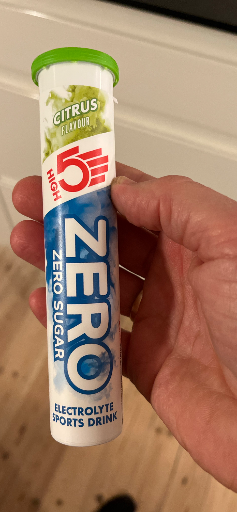 CITRUS
FLAVOUR
HIGH
5
ZERO
ZERO SUGAR
ELECTROLYTE
SPORTS DRINK